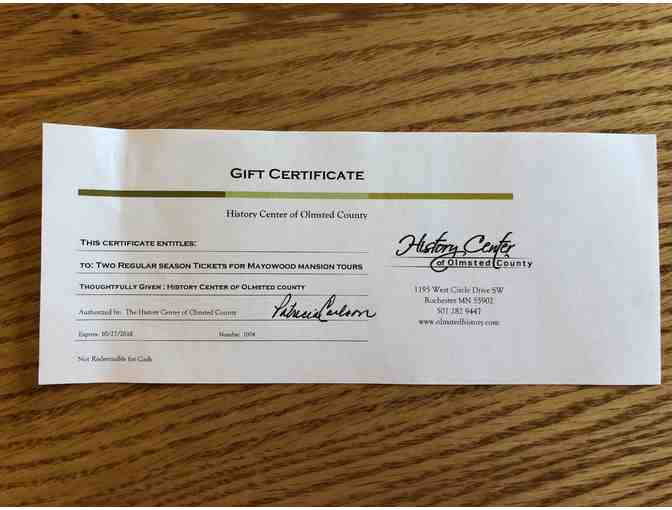 Gift Certificate
History Center of Olmsted County
This certificate entitles:
to: Two Regular season Tickets for Mayowood mansion tours
Thoughtfully Given : History Center of Olmsted county
Authorized by: The History Center of Olmsted County
Patricia Carlson
Expires: 10/27/2018 Number: 1004
Not Redeemable for Cash
History Center
of Olmsted County
1195 West Circle Drive SW
Rochester MN 55902
507 282 9447
www.olmstedhistory.com